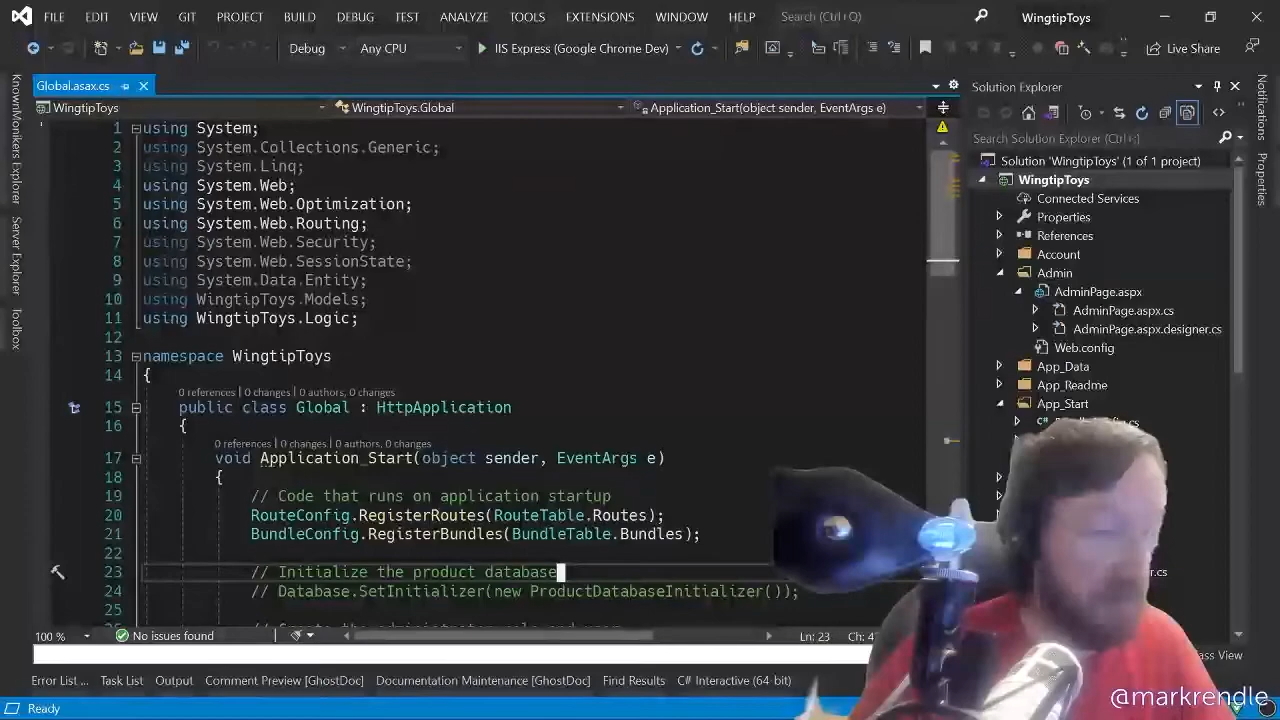 FILE EDIT VIEW GIT PROJECT BUILD DEBUG TEST ANALYZE TOOLS EXTENSIONS WINDOW HELP Search (Ctrl+Q) WingtipToys
Debug Any CPU IIS Express (Google Chrome Dev) Live Share
KnownMonikers Explorer
Server Explorer
Toolbox
Global.asax.cs
WingtipToys WingtipToys.Global Application_Start(object sender, EventArgs e)
1 using System;
2 using System.Collections.Generic;
3 using System.Linq;
4 using System.Web;
5 using System.Web.Optimization;
6 using System.Web.Routing;
7 using System.Web.Security;
8 using System.Web.SessionState;
9 using System.Data.Entity;
10 using WingtipToys.Models;
11 using WingtipToys.Logic;
12
13 namespace WingtipToys
14 {
0 references | 0 changes | 0 authors, 0 changes
15 public class Global : HttpApplication
16 {
0 references | 0 changes | 0 authors, 0 changes
17 void Application_Start(object sender, EventArgs e)
18 {
19 // Code that runs on application startup
20 RouteConfig.RegisterRoutes(RouteTable.Routes);
21 BundleConfig.RegisterBundles(BundleTable.Bundles);
22
23 // Initialize the product database
24 // Database.SetInitializer(new ProductDatabaseInitializer());
100 % No issues found Ln: 23
Solution Explorer
Search Solution Explorer (Ctrl+;)
Solution 'WingtipToys' (1 of 1 project)
WingtipToys
Connected Services
Properties
References
Account
Admin
AdminPage.aspx
AdminPage.aspx.cs
AdminPage.aspx.designer.cs
Web.config
App_Data
App_Readme
App_Start
Notifications
Properties
Error List ... Task List Output Comment Preview [GhostDoc] Documentation Maintenance [GhostDoc] Find Results C# Interactive (64-bit)
Ready
@markrendle